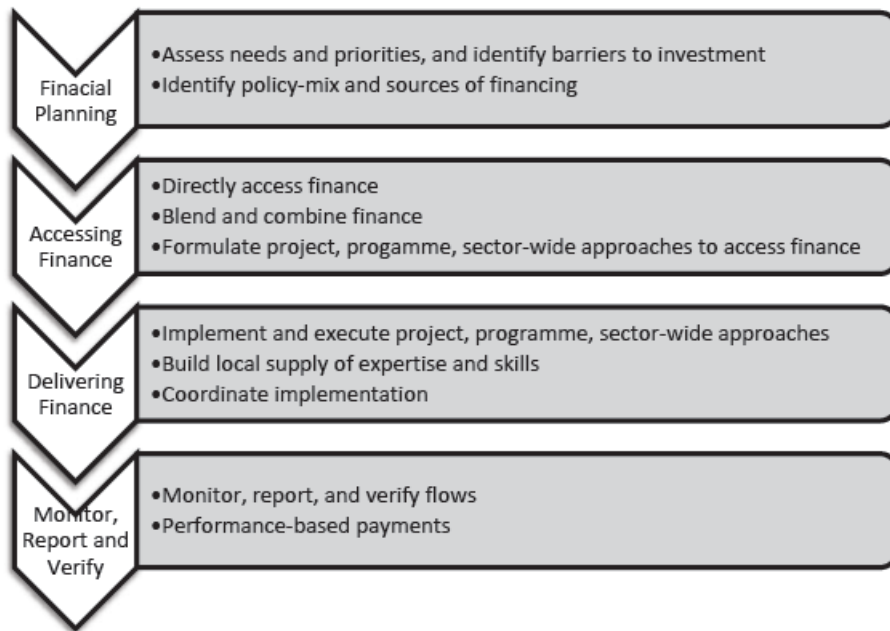 Finacial
Planning
•Assess needs and priorities, and identify barriers to investment
•Identify policy-mix and sources of financing
Accessing
Finance
•Directly access finance
•Blend and combine finance
•Formulate project, progamme, sector-wide approaches to access finance
Delivering
Finance
•Implement and execute project, programme, sector-wide approaches
•Build local supply of expertise and skills
•Coordinate implementation
Monitor,
Report and
Verify
•Monitor, report, and verify flows
•Performance-based payments